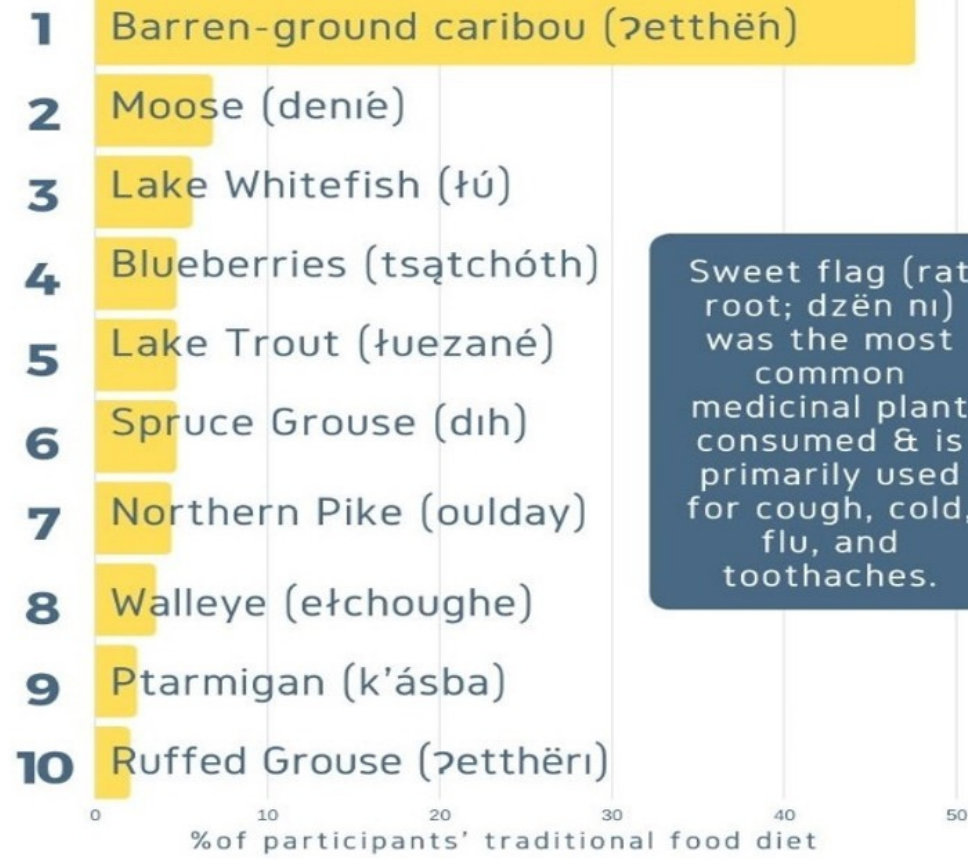 1 Barren-ground caribou (ʔetthëń)
2 Moose (denıé)
3 Lake Whitefish (łú)
4 Blueberries (tsątchóth)
5 Lake Trout (łuezané)
6 Spruce Grouse (dıh)
7 Northern Pike (oulday)
8 Walleye (ełchoughe)
9 Ptarmigan (k’ásba)
10 Ruffed Grouse (ʔetthërı)
Sweet flag (rat
root; dzën nı)
was the most
common
medicinal plant
consumed & is
primarily used
for cough, cold,
flu, and
toothaches.
0 10 20 30 40 50
%of participants’ traditional food diet